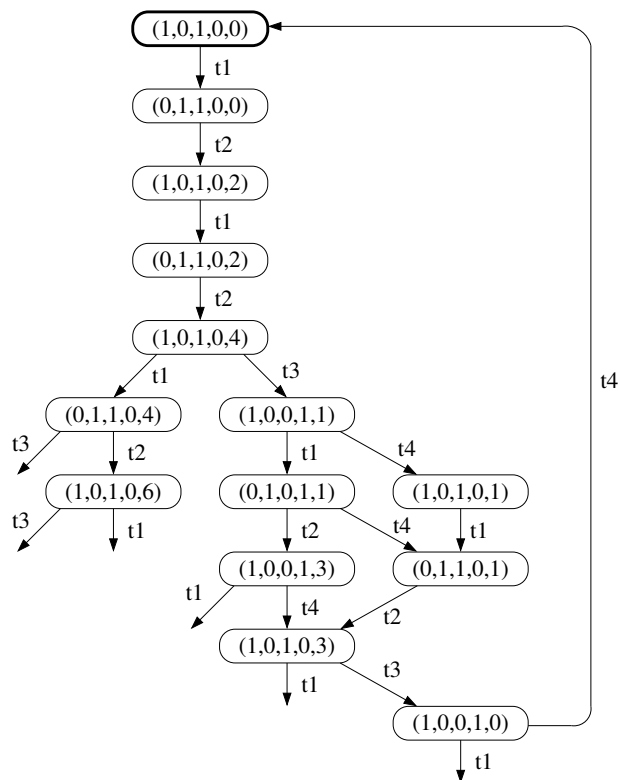 (1,0,1,0,0)
t1
(0,1,1,0,0)
t2
(1,0,1,0,2)
t1
(0,1,1,0,2)
t2
(1,0,1,0,4)
t1 t3
t4
(0,1,1,0,4) (1,0,0,1,1)
t3 t2 t1 t4
(1,0,1,0,6) (0,1,0,1,1) (1,0,1,0,1)
t3 t1 t2 t4 t1
(1,0,0,1,3) (0,1,1,0,1)
t1 t4 t2
(1,0,1,0,3)
t1 t3
(1,0,0,1,0)
t1